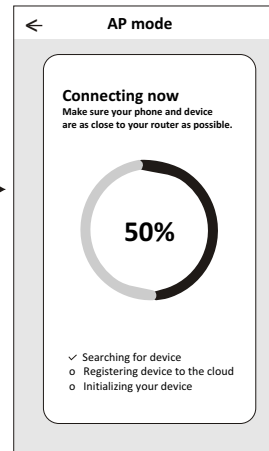 AP mode
Connecting now
Make sure your phone and device
are as close to your router as possible.
50%
✓ Searching for device
o Registering device to the cloud
o Initializing your device